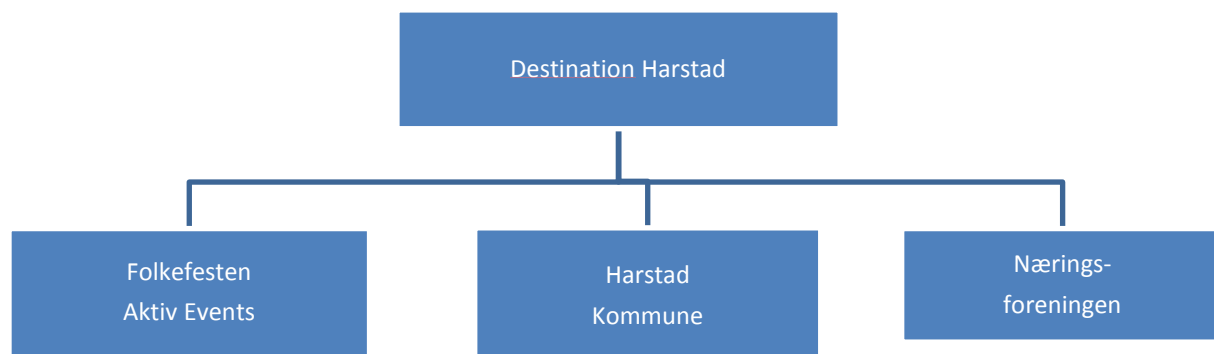 Destination Harstad
Folkefesten
Aktiv Events
Harstad
Kommune
Nærings-
foreningen